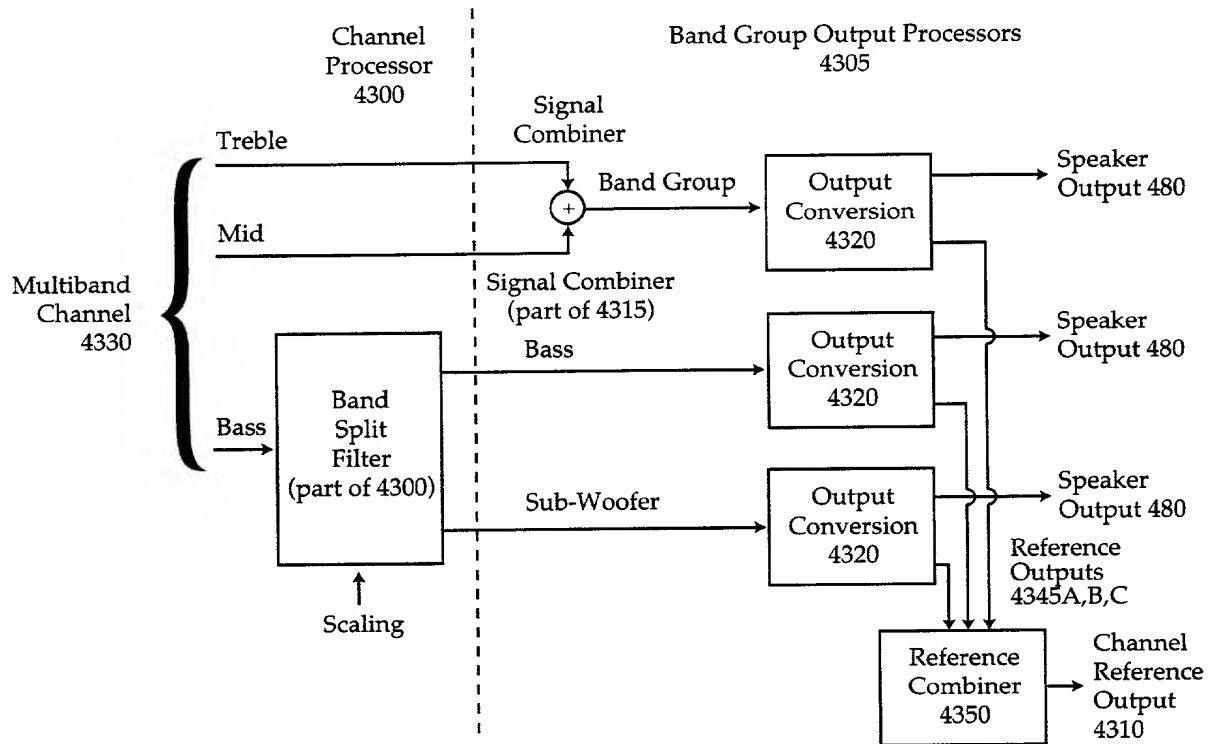 Channel
Processor
4300
Band Group Output Processors
4305
Signal
Combiner
Treble
Band Group
Output
Conversion
4320
Speaker
Output 480
+
Mid
Multiband
Channel
4330
Signal Combiner
(part of 4315)
Bass
Output
Conversion
4320
Speaker
Output 480
Bass
Band
Split
Filter
(part of 4300)
Sub-Woofer
Output
Conversion
4320
Speaker
Output 480
Reference
Outputs
4345A,B,C
Scaling
Reference
Combiner
4350
Channel
Reference
Output
4310